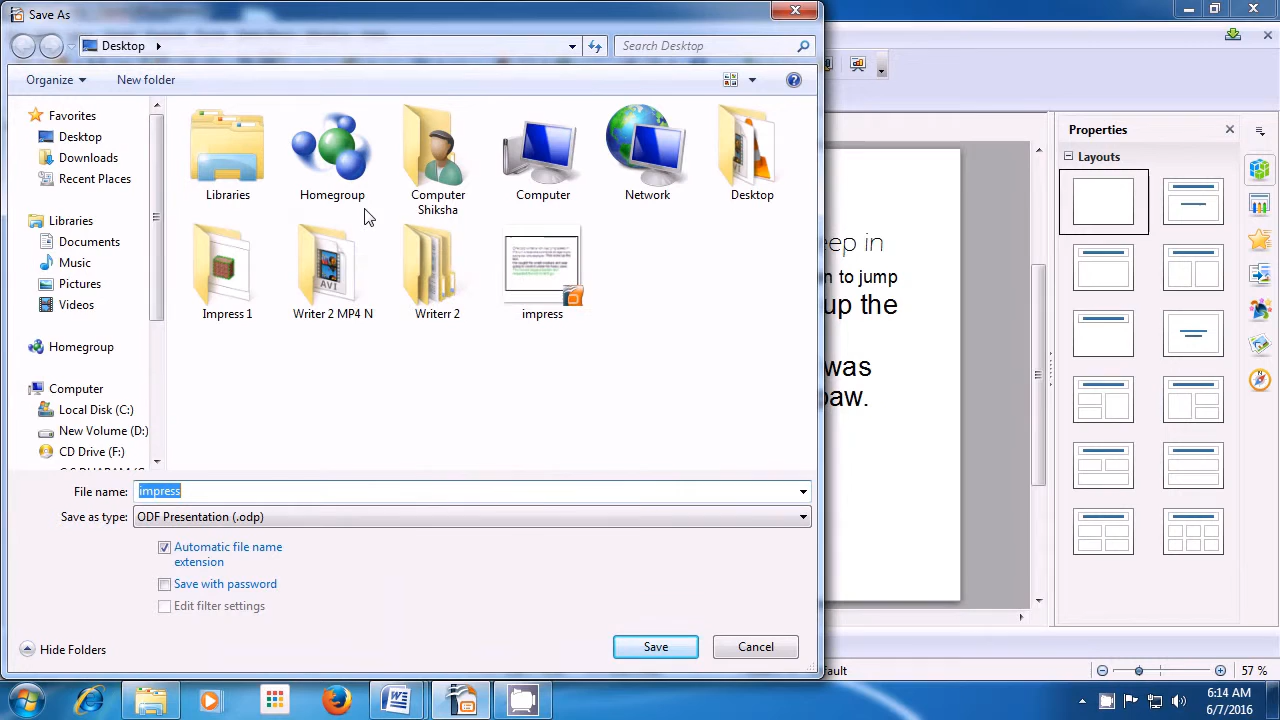 Save As
Desktop
Search Desktop
Organize
New folder
Favorites
Desktop
Downloads
Recent Places
Libraries
Documents
Music
Pictures
Videos
Homegroup
Computer
Local Disk (C:)
New Volume (D:)
CD Drive (F:)
Libraries
Homegroup
Computer Shiksha
Computer
Network
Desktop
Impress 1
Writer 2 MP4 N
AVI
Writerr 2
impress
File name:
impress
Save as type:
ODF Presentation (.odp)
Automatic file name
extension
Save with password
Edit filter settings
Hide Folders
Save
Cancel
eep in
n to jump
up the
was
paw.
Properties
Layouts
fault
57 %
6:14 AM
6/7/2016